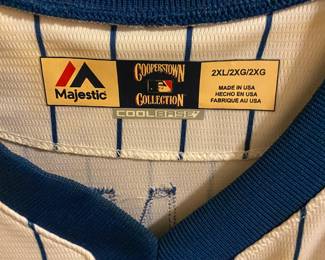 Majestic
COOPERSTOWN
COLLECTION
2XL/2XG/2XG
MADE IN USA
HECHO EN USA
FABRIQUÉ AU USA
COOLBASE